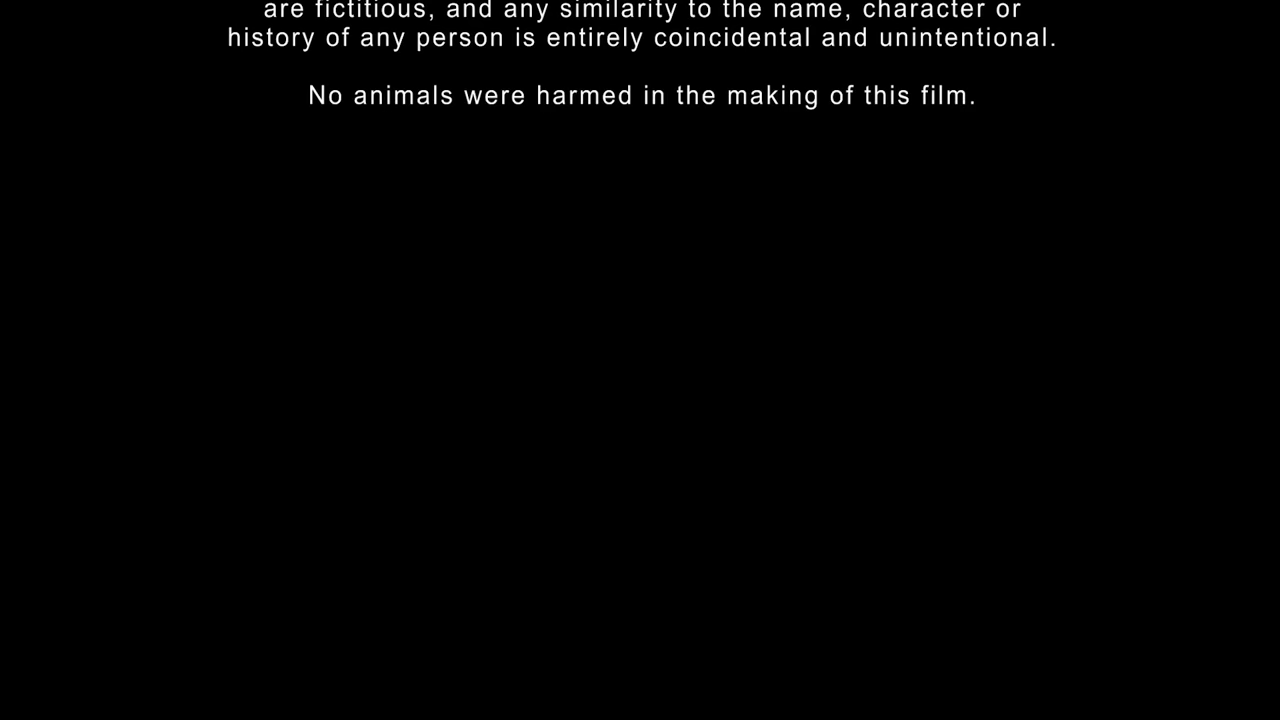 are fictitious, and any similarity to the name, character or
history of any person is entirely coincidental and unintentional.
No animals were harmed in the making of this film.